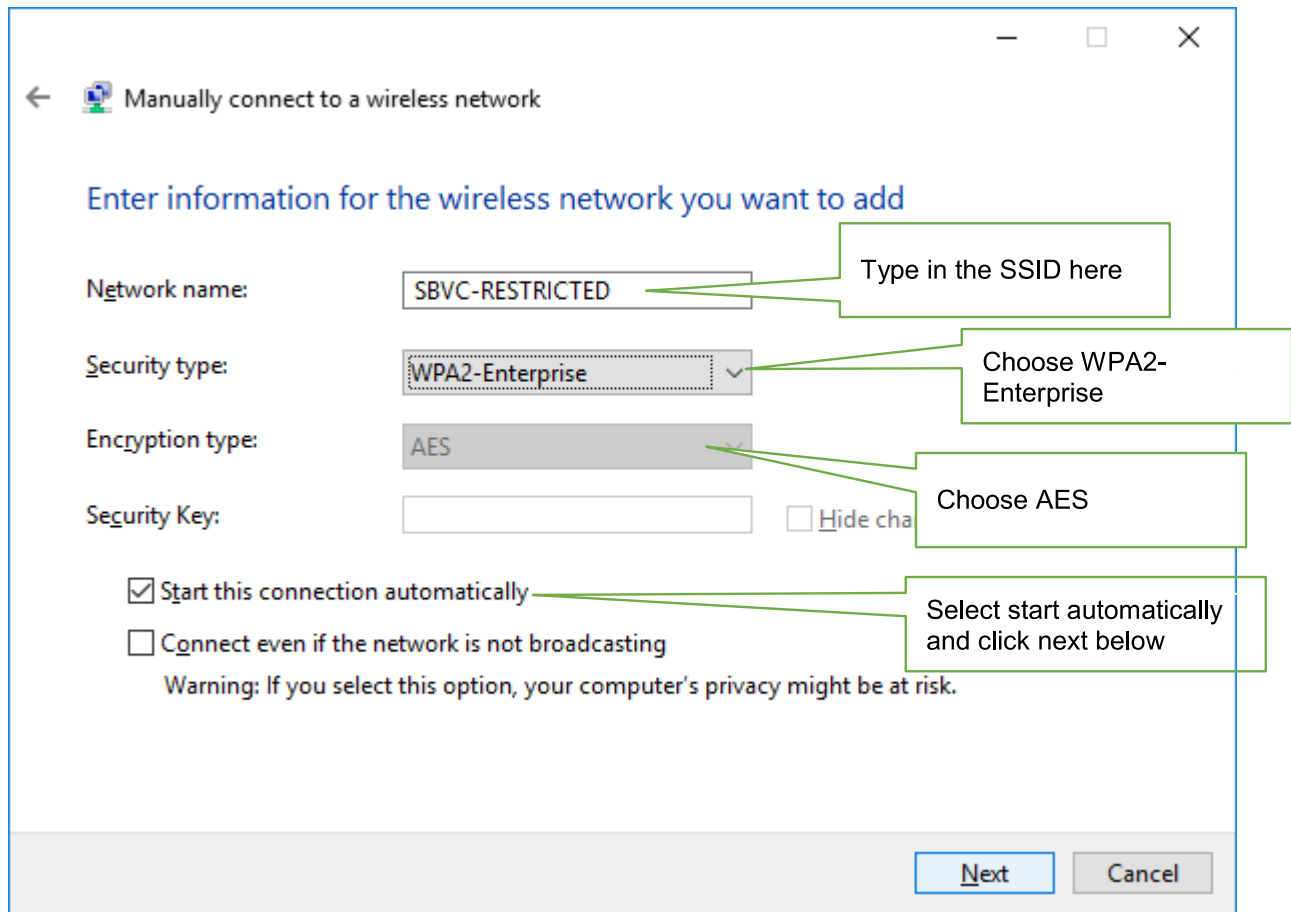 Manually connect to a wireless network
Enter information for the wireless network you want to add
Network name:
SBVC-RESTRICTED
Type in the SSID here
Security type:
WPA2-Enterprise
Choose WPA2-
Enterprise
Encryption type:
AES
Choose AES
Security Key:
Hide
Start this connection automatically
Select start automatically
and click next below
Connect even if the network is not broadcasting
Warning: If you select this option, your computer's privacy might be at risk.
Next
Cancel